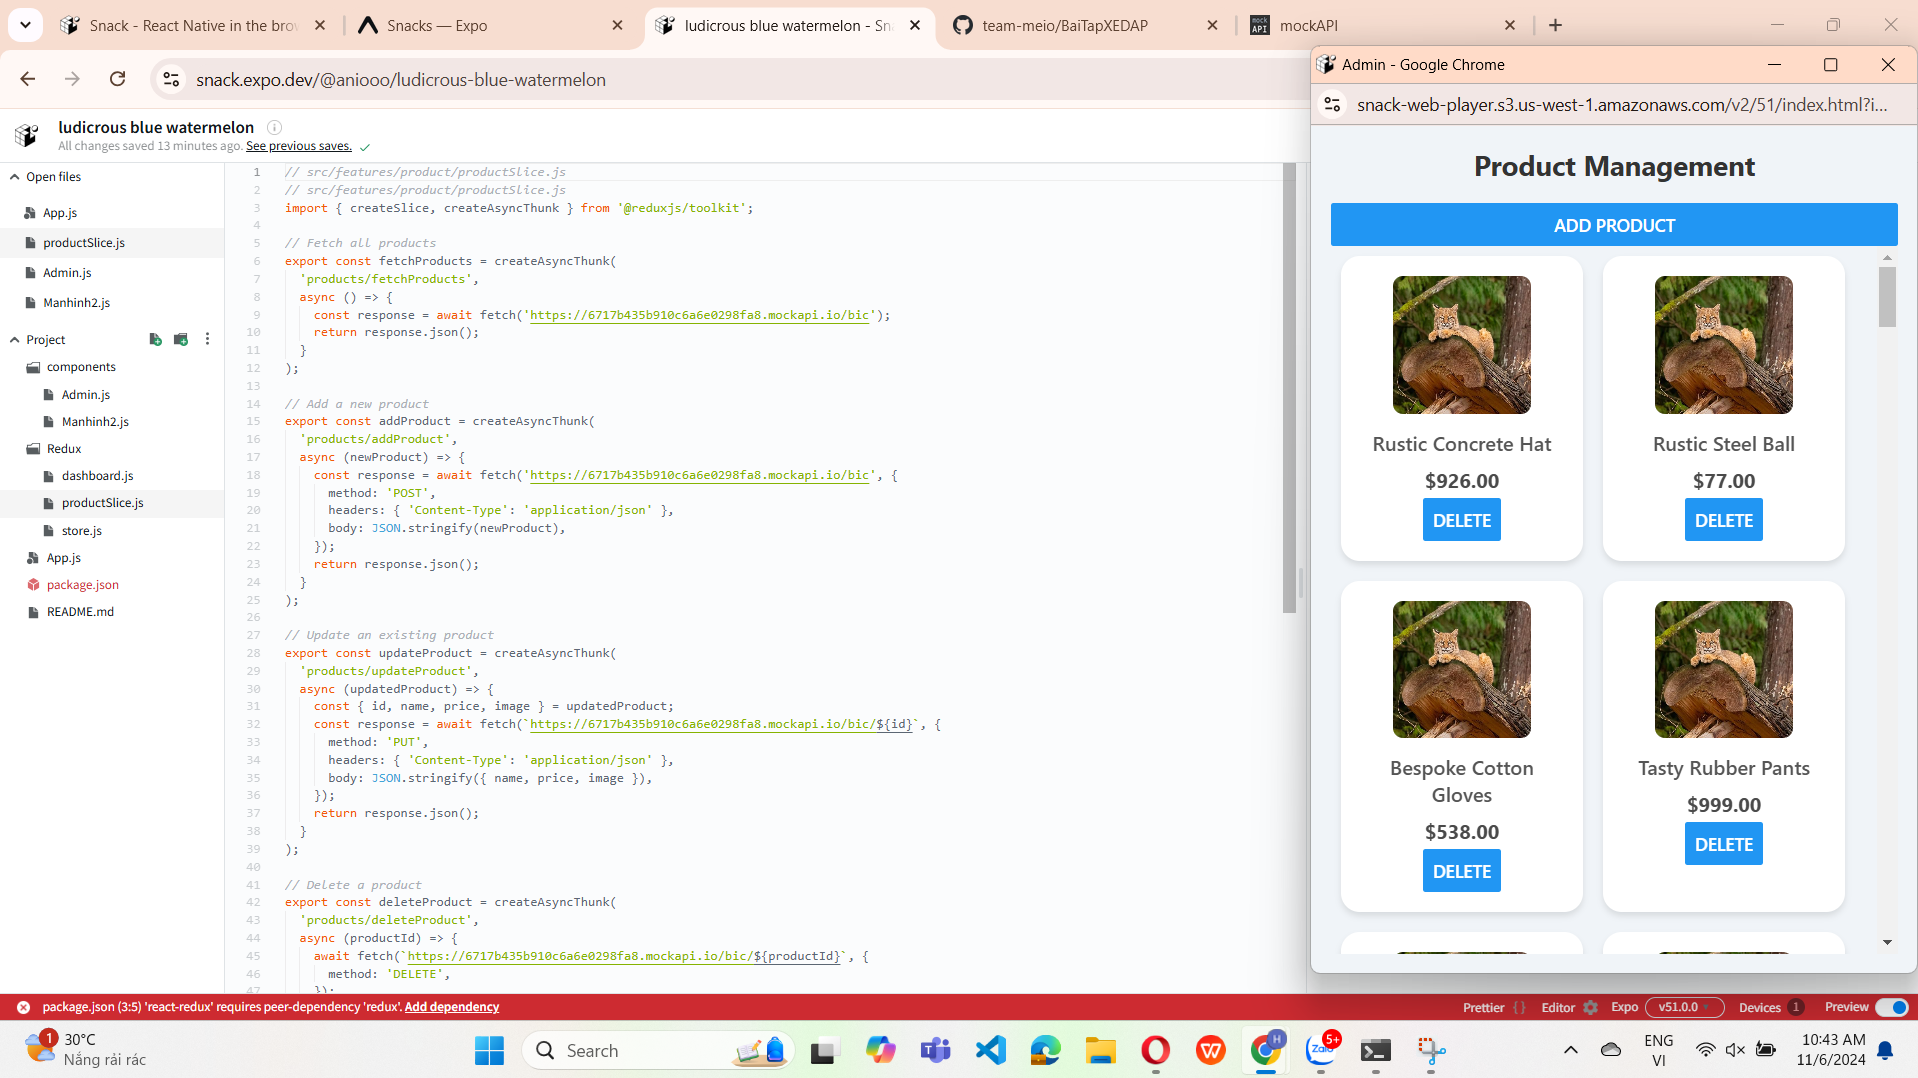 Snack - React Native in the brow
Snacks — Expo
ludicrous blue watermelon - Sna
team-meio/BaiTapXEDAP
mockAPI
snack.expo.dev/@aniooo/ludicrous-blue-watermelon
ludicrous blue watermelon
All changes saved 13 minutes ago. See previous saves.
Open files
App.js
productSlice.js
Admin.js
Manhinh2.js
Project
components
Admin.js
Manhinh2.js
Redux
dashboard.js
productSlice.js
store.js
App.js
package.json
README.md
1 // src/features/product/productSlice.js
2 // src/features/product/productSlice.js
3 import { createSlice, createAsyncThunk } from '@reduxjs/toolkit';
4
5 // Fetch all products
6 export const fetchProducts = createAsyncThunk(
7 'products/fetchProducts',
8 async () => {
9 const response = await fetch('https://6717b435b910c6a6e0298fa8.mockapi.io/bic');
10 return response.json();
11 }
12 );
13
14 // Add a new product
15 export const addProduct = createAsyncThunk(
16 'products/addProduct',
17 async (newProduct) => {
18 const response = await fetch('https://6717b435b910c6a6e0298fa8.mockapi.io/bic', {
19 method: 'POST',
20 headers: { 'Content-Type': 'application/json' },
21 body: JSON.stringify(newProduct),
22 });
23 return response.json();
24 }
25 );
26
27 // Update an existing product
28 export const updateProduct = createAsyncThunk(
29 'products/updateProduct',
30 async (updatedProduct) => {
31 const { id, name, price, image } = updatedProduct;
32 const response = await fetch(`https://6717b435b910c6a6e0298fa8.mockapi.io/bic/${id}`, {
33 method: 'PUT',
34 headers: { 'Content-Type': 'application/json' },
35 body: JSON.stringify({ name, price, image }),
36 });
37 return response.json();
38 }
39 );
40
41 // Delete a product
42 export const deleteProduct = createAsyncThunk(
43 'products/deleteProduct',
44 async (productId) => {
45 await fetch(`https://6717b435b910c6a6e0298fa8.mockapi.io/bic/${productId}`, {
46 method: 'DELETE',
47 });
Admin - Google Chrome
snack-web-player.s3.us-west-1.amazonaws.com/v2/51/index.html?i...
Product Management
ADD PRODUCT
Rustic Concrete Hat
$926.00
DELETE
Rustic Steel Ball
$77.00
DELETE
Bespoke Cotton
Gloves
$538.00
DELETE
Tasty Rubber Pants
$999.00
DELETE
package.json (3:5) 'react-redux' requires peer-dependency 'redux'. Add dependency
Prettier { } Editor Expo v51.0.0 Devices 1 Preview
1
30°C
Nắng rải rác
Search
H
Zalo
5+
ENG
VI
10:43 AM
11/6/2024